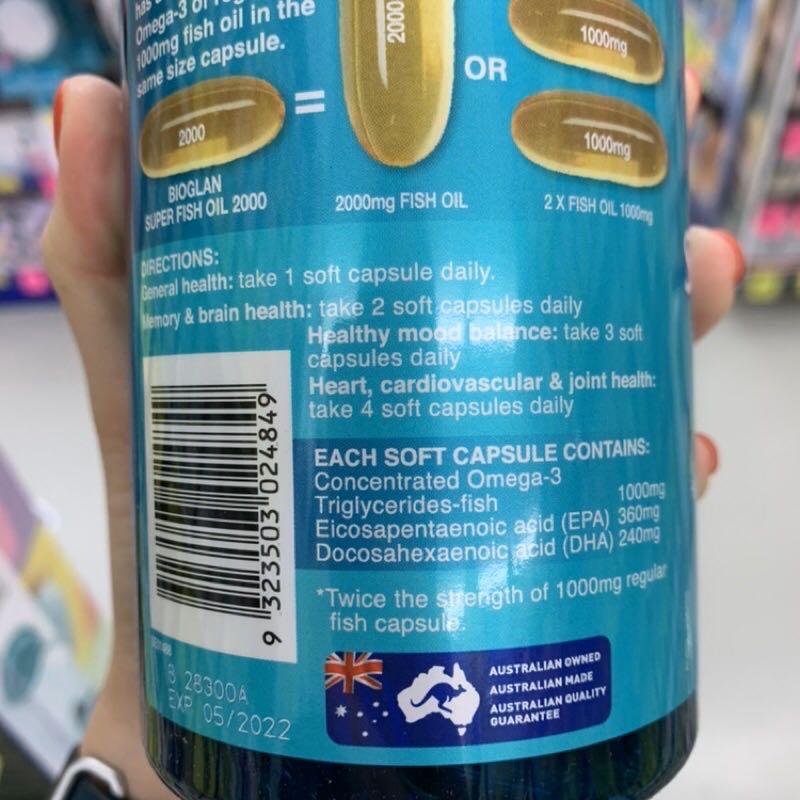 has
Omega-3 or
1000mg fish oil in the
same size capsule.
2000
=
2000
OR
1000mg
1000mg
BIOGLAN
SUPER FISH OIL 2000
2000mg FISH OIL
2 X FISH OIL 1000mg
DIRECTIONS:
General health: take 1 soft capsule daily.
Memory & brain health: take 2 soft capsules daily
Healthy mood balance: take 3 soft
capsules daily
Heart, cardiovascular & joint health:
take 4 soft capsules daily
EACH SOFT CAPSULE CONTAINS:
Concentrated Omega-3
Triglycerides-fish 1000mg
Eicosapentaenoic acid (EPA) 360mg
Docosahexaenoic acid (DHA) 240mg
*Twice the strength of 1000mg regular
fish capsule.
9 323503 024849
B 28300A
EXP 05/2022
AUSTRALIAN OWNED
AUSTRALIAN MADE
AUSTRALIAN QUALITY
GUARANTEE